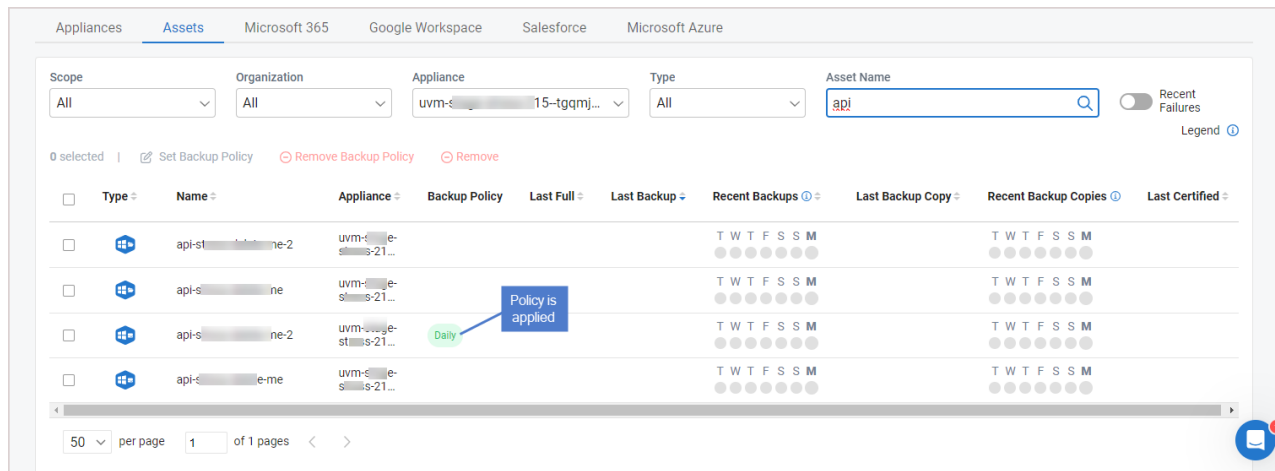 Appliances Assets Microsoft 365 Google Workspace Salesforce Microsoft Azure
Scope Organization Appliance Type Asset Name
All All 15--tgqmj... All api
Recent
Failures
Legend
0 selected | Set Backup Policy Remove Backup Policy Remove
Type Name Appliance Backup Policy Last Full Last Backup Recent Backups Last Backup Copy Recent Backup Copies Last Certified
T W T F S S M T W T F S S M
T W T F S S M T W T F S S M
Policy is
applied
T W T F S S M T W T F S S M
Daily
T W T F S S M T W T F S S M
50 per page 1 of 1 pages